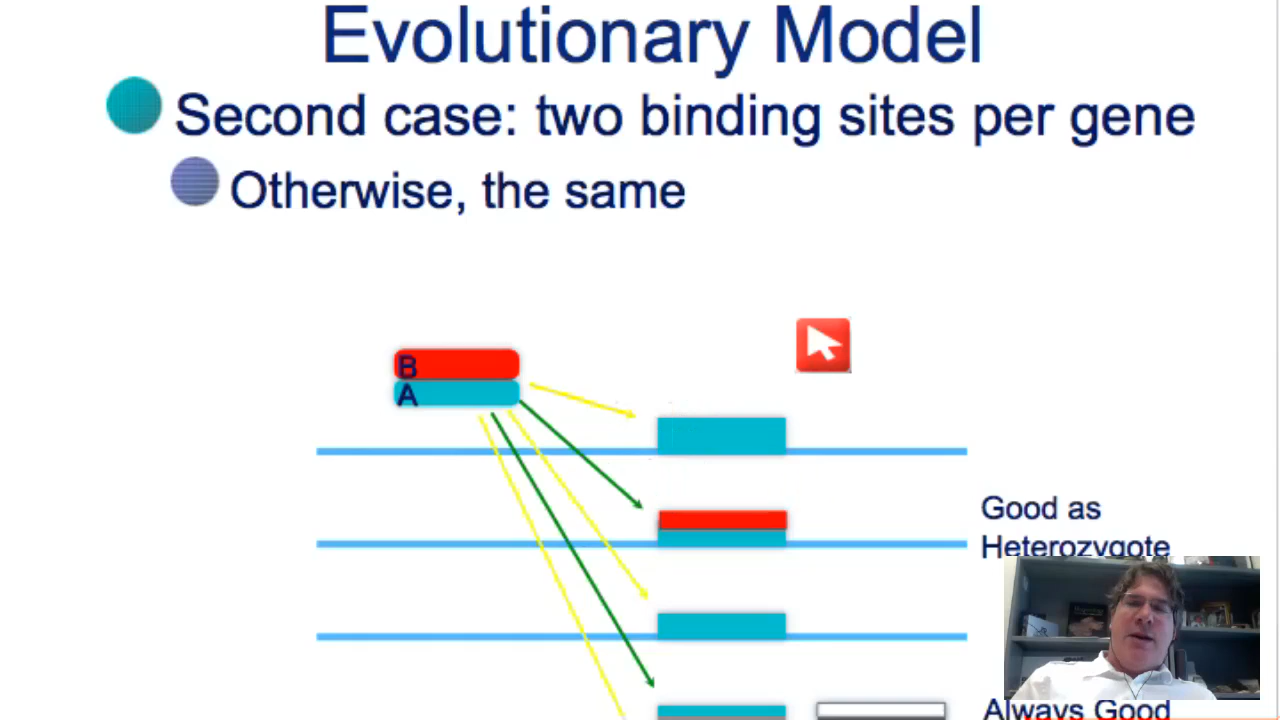 Evolutionary Model
Second case: two binding sites per gene
Otherwise, the same
B
A
Good as
Heterozygote
Always Good